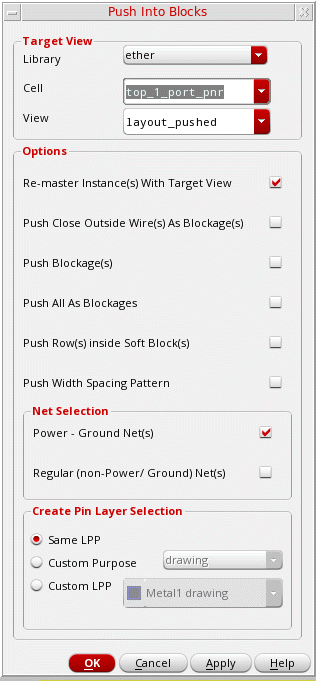 Push Into Blocks
Target View
Library ether
Cell top_1_port_pnr
View layout_pushed
Options
Re-master Instance(s) With Target View
Push Close Outside Wire(s) As Blockage(s)
Push Blockage(s)
Push All As Blockages
Push Row(s) inside Soft Block(s)
Push Width Spacing Pattern
Net Selection
Power - Ground Net(s)
Regular (non-Power/ Ground) Net(s)
Create Pin Layer Selection
Same LPP
Custom Purpose drawing
Custom LPP Metal1 drawing
OK Cancel Apply Help